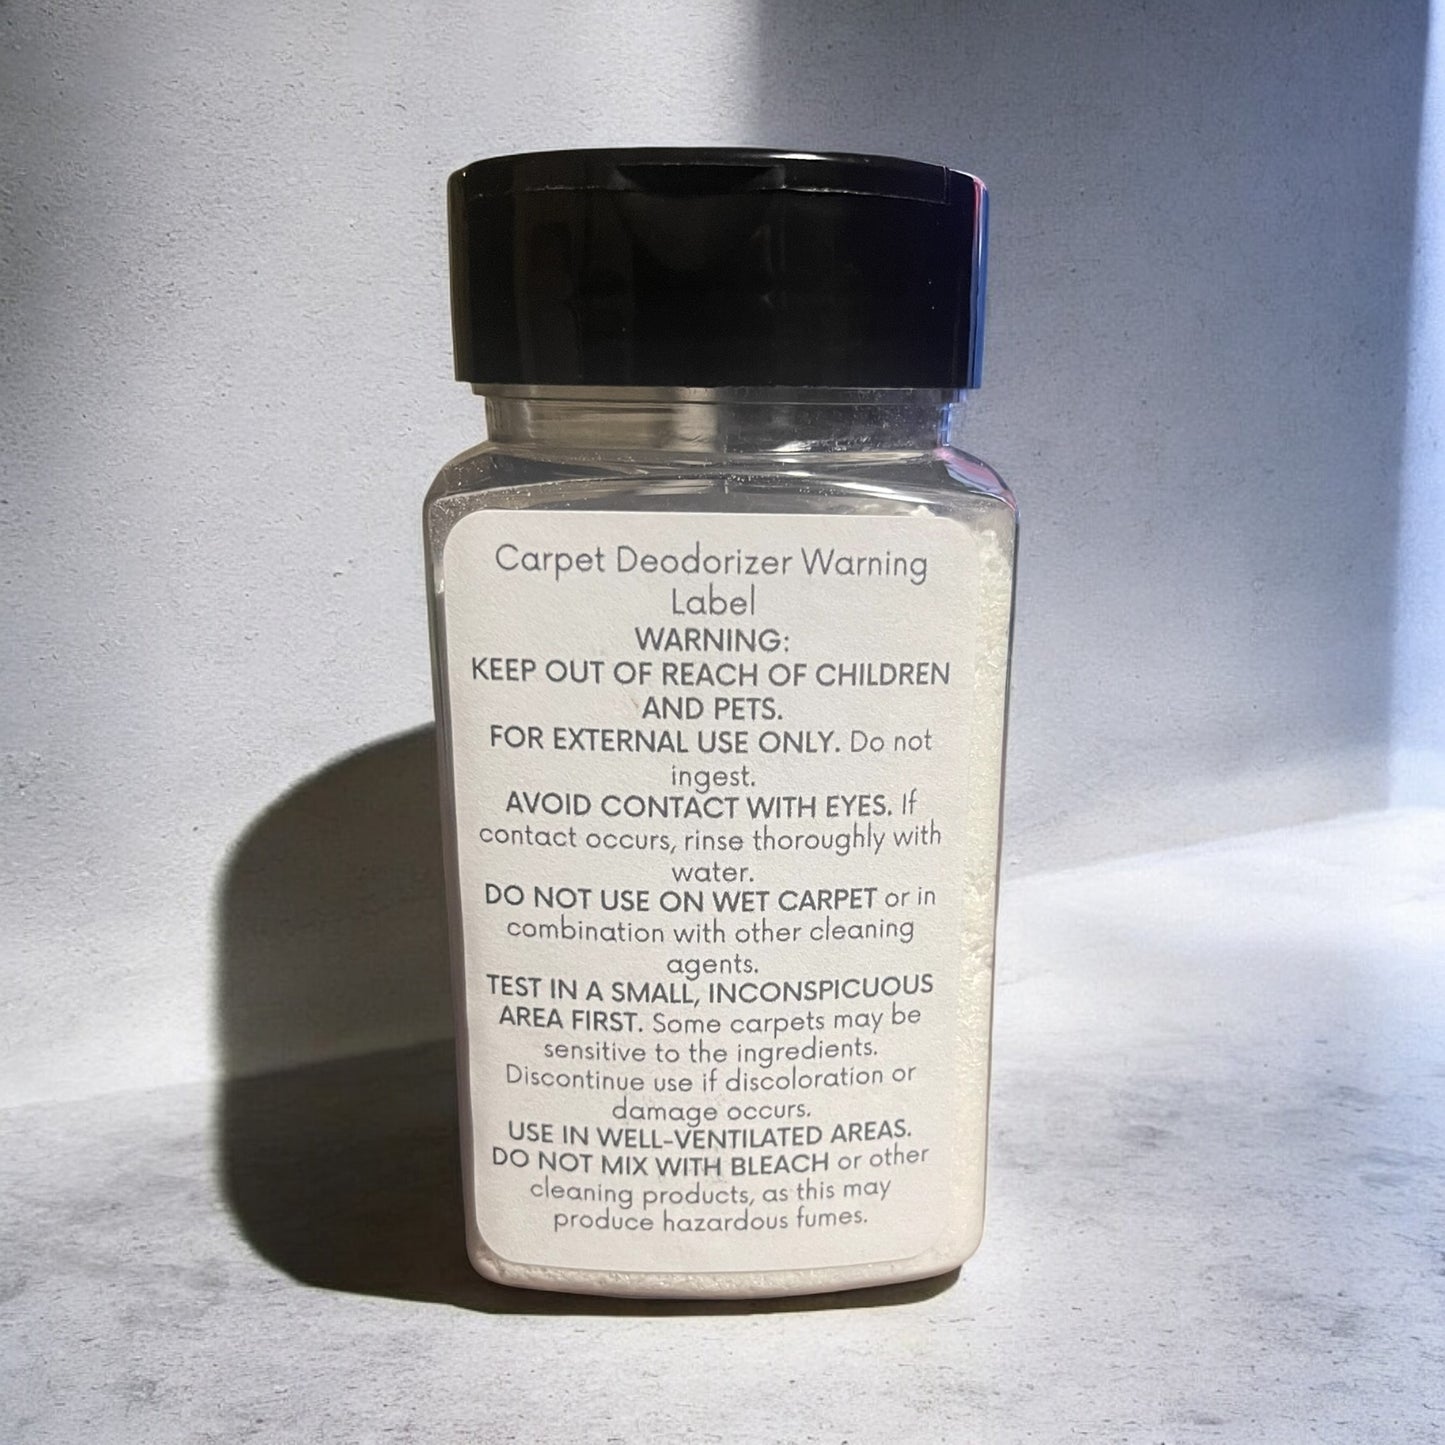 Carpet Deodorizer Warning
Label
WARNING:
KEEP OUT OF REACH OF CHILDREN
AND PETS.
FOR EXTERNAL USE ONLY. Do not
ingest.
AVOID CONTACT WITH EYES. If
contact occurs, rinse thoroughly with
water.
DO NOT USE ON WET CARPET or in
combination with other cleaning
agents.
TEST IN A SMALL, INCONSPICUOUS
AREA FIRST. Some carpets may be
sensitive to the ingredients.
Discontinue use if discoloration or
damage occurs.
USE IN WELL-VENTILATED AREAS.
DO NOT MIX WITH BLEACH or other
cleaning products, as this may
produce hazardous fumes.